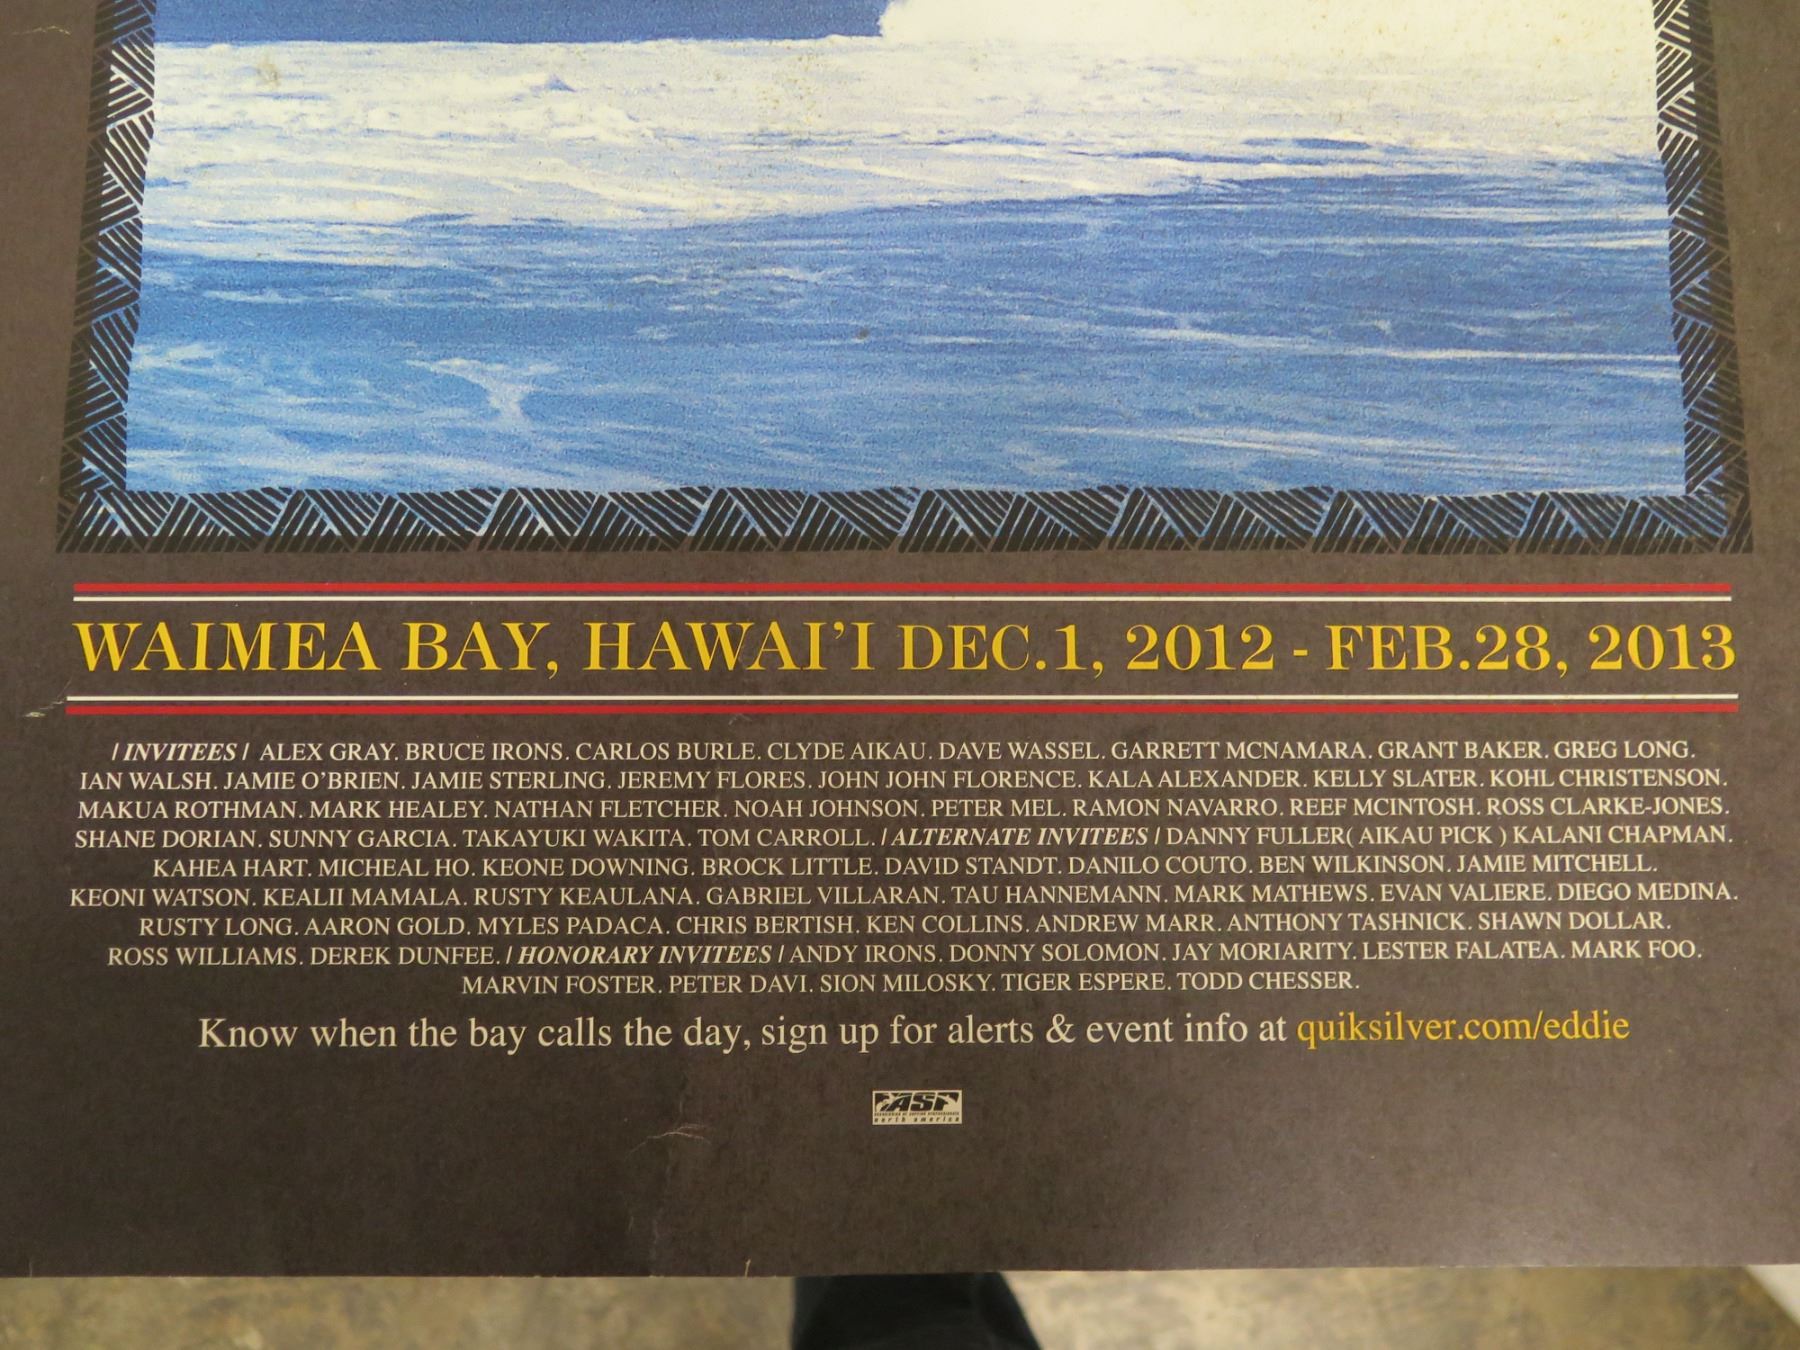 WAIMEA BAY, HAWAI'I DEC.1, 2012 - FEB.28, 2013
/ INVITEES / ALEX GRAY. BRUCE IRONS. CARLOS BURLE. CLYDE AIKAU. DAVE WASSEL. GARRETT MCNAMARA. GRANT BAKER. GREG LONG.
IAN WALSH. JAMIE O'BRIEN. JAMIE STERLING. JEREMY FLORES. JOHN JOHN FLORENCE. KALA ALEXANDER. KELLY SLATER. KOHL CHRISTENSON.
MAKUA ROTHMAN. MARK HEALEY. NATHAN FLETCHER. NOAH JOHNSON. PETER MEL. RAMON NAVARRO. REEF MCINTOSH. ROSS CLARKE-JONES.
SHANE DORIAN. SUNNY GARCIA. TAKAYUKI WAKITA. TOM CARROLL. / ALTERNATE INVITEES / DANNY FULLER( AIKAU PICK ) KALANI CHAPMAN.
KAHEA HART. MICHEAL HO. KEONE DOWNING. BROCK LITTLE. DAVID STANDT. DANILO COUTO. BEN WILKINSON. JAMIE MITCHELL.
KEONI WATSON. KEALII MAMALA. RUSTY KEAULANA. GABRIEL VILLARAN. TAU HANNEMANN. MARK MATHEWS. EVAN VALIERE. DIEGO MEDINA.
RUSTY LONG. AARON GOLD. MYLES PADACA. CHRIS BERTISH. KEN COLLINS. ANDREW MARR. ANTHONY TASHNICK. SHAWN DOLLAR.
ROSS WILLIAMS. DEREK DUNFEE. / HONORARY INVITEES / ANDY IRONS. DONNY SOLOMON. JAY MORIARITY. LESTER FALATEA. MARK FOO.
MARVIN FOSTER. PETER DAVI. SION MILOSKY. TIGER ESPERE. TODD CHESSER.
Know when the bay calls the day, sign up for alerts & event info at quiksilver.com/eddie
ASP
north america